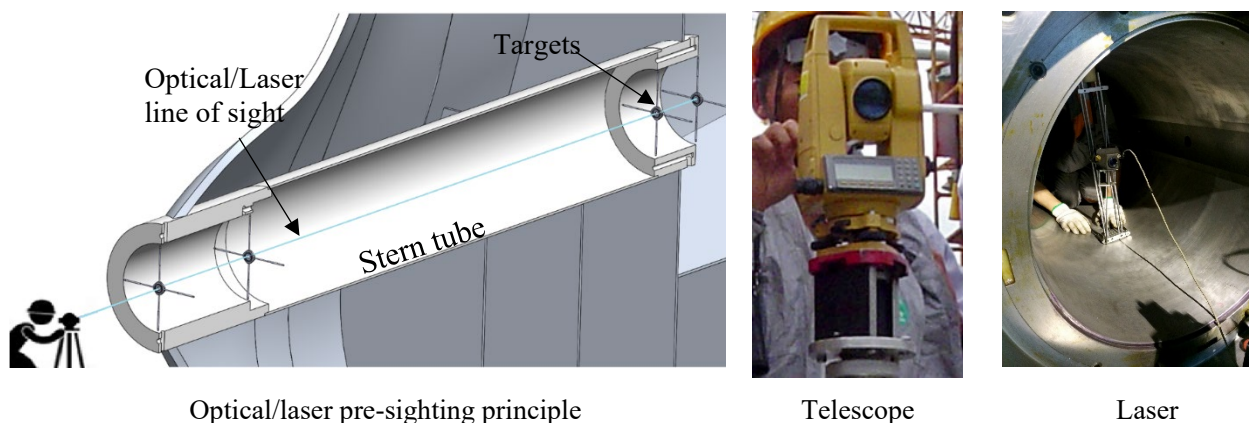 Targets
Optical/Laser
line of sight
Stern tube
Optical/laser pre-sighting principle
Telescope
Laser